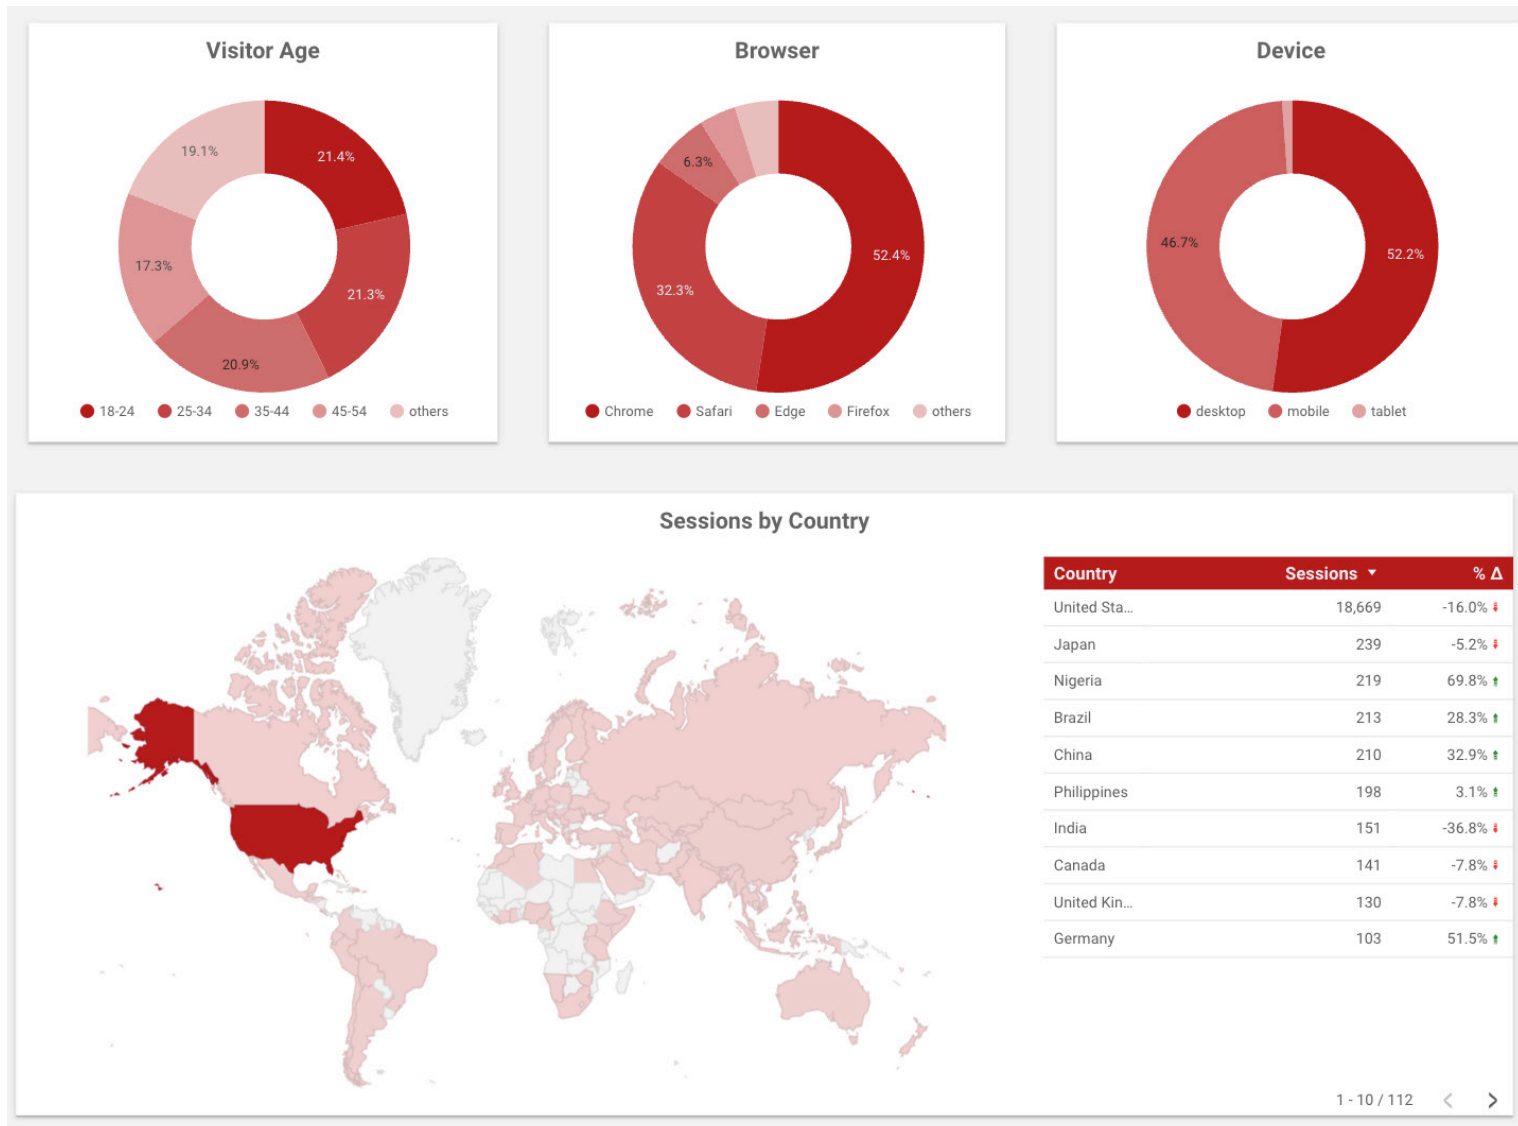 Visitor Age
19.1%
21.4%
17.3%
21.3%
20.9%
18-24 25-34 35-44 45-54 others
Browser
6.3%
52.4%
32.3%
Chrome Safari Edge Firefox others
Device
46.7%
52.2%
desktop mobile tablet
Sessions by Country
Country Sessions % Δ
United Sta... 18,669 -16.0%
Japan 239 -5.2%
Nigeria 219 69.8%
Brazil 213 28.3%
China 210 32.9%
Philippines 198 3.1%
India 151 -36.8%
Canada 141 -7.8%
United Kin... 130 -7.8%
Germany 103 51.5%
1 - 10 / 112